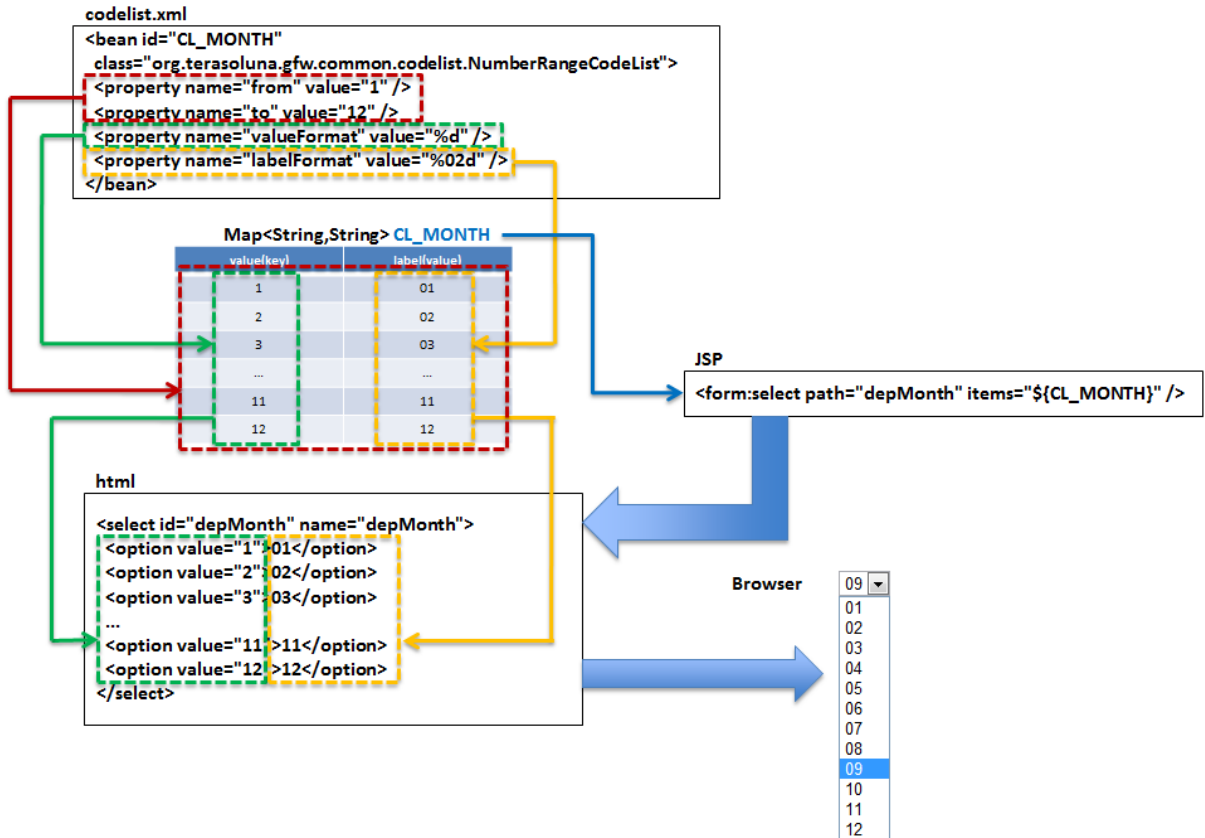 codelist.xml
<bean id="CL_MONTH"
class="org.terasoluna.gfw.common.codelist.NumberRangeCodeList">
<property name="from" value="1" />
<property name="to" value="12" />
<property name="valueFormat" value="%d" />
<property name="labelFormat" value="%02d" />
</bean>
Map<String,String> CL_MONTH
value(key) label(value)
1 01
2 02
3 03
... ...
11 11
12 12
JSP
<form:select path="depMonth" items="${CL_MONTH}" />
html
<select id="depMonth" name="depMonth">
<option value="1">01</option>
<option value="2">02</option>
<option value="3">03</option>
...
<option value="11">11</option>
<option value="12">12</option>
</select>
Browser
09
01
02
03
04
05
06
07
08
09
10
11
12